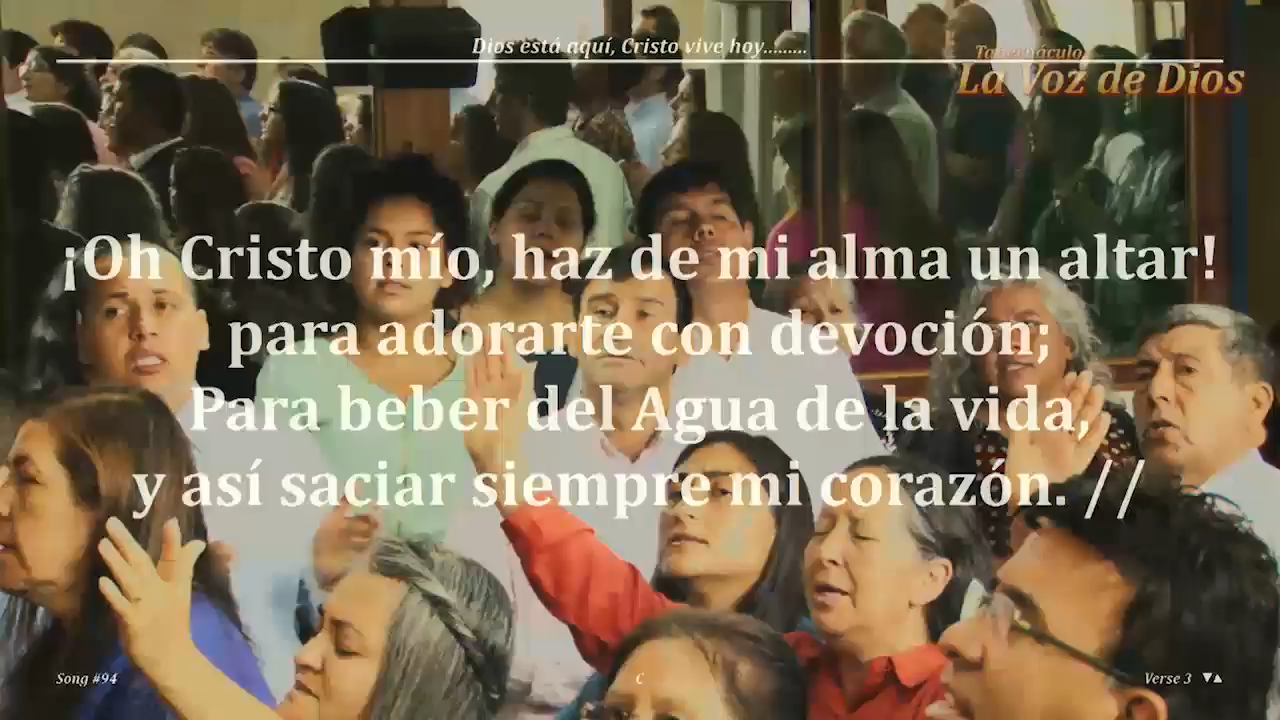 Dios está aquí, Cristo vive hoy.........
Tabernáculo
La Voz de Dios
¡Oh Cristo mío, haz de mi alma un altar!
para adorarte con devoción;
Para beber del Agua de la vida,
y así saciar siempre mi corazón. //
Song #94
C
Verse 3 ▼▲